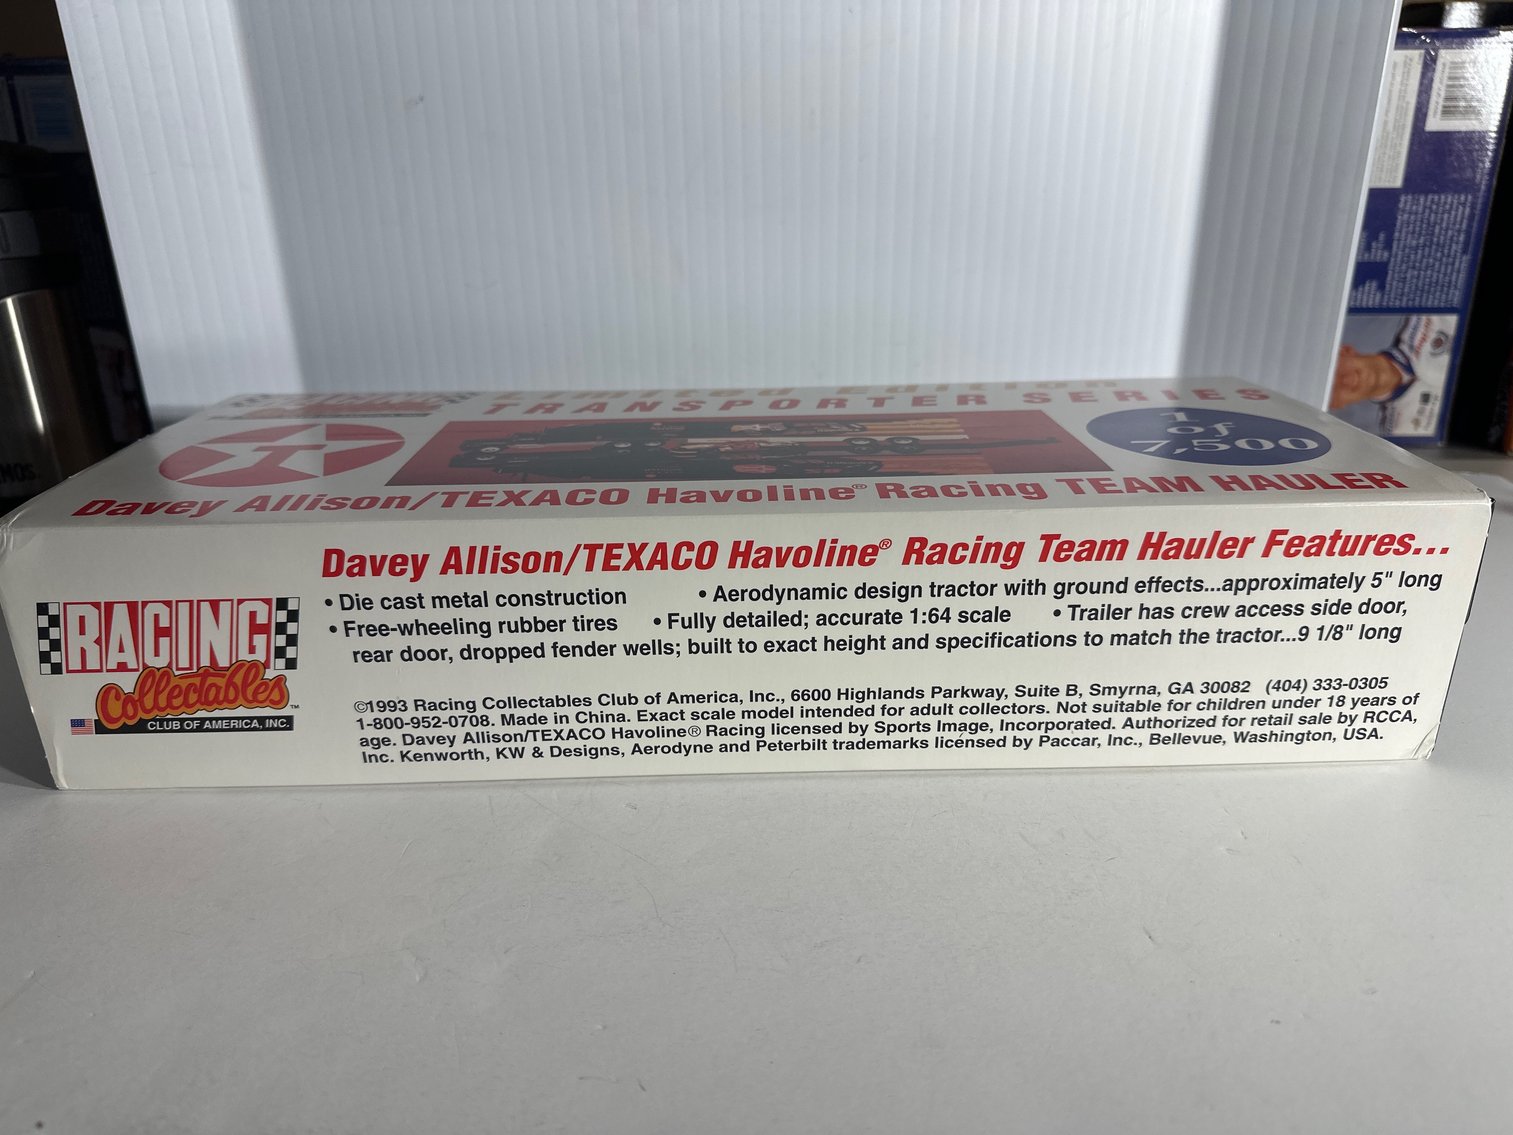 Limited Edition
TRANSPORTER SERIES
1
of
7,500
Davey Allison/TEXACO Havoline® Racing TEAM HAULER
Davey Allison/TEXACO Havoline® Racing Team Hauler Features...
• Die cast metal construction • Aerodynamic design tractor with ground effects...approximately 5" long
• Free-wheeling rubber tires • Fully detailed; accurate 1:64 scale • Trailer has crew access side door,
rear door, dropped fender wells; built to exact height and specifications to match the tractor...9 1/8" long
RACING
Collectables™
CLUB OF AMERICA, INC.
©1993 Racing Collectables Club of America, Inc., 6600 Highlands Parkway, Suite B, Smyrna, GA 30082 (404) 333-0305
1-800-952-0708. Made in China. Exact scale model intended for adult collectors. Not suitable for children under 18 years of
age. Davey Allison/TEXACO Havoline® Racing licensed by Sports Image, Incorporated. Authorized for retail sale by RCCA,
Inc. Kenworth, KW & Designs, Aerodyne and Peterbilt trademarks licensed by Paccar, Inc., Bellevue, Washington, USA.